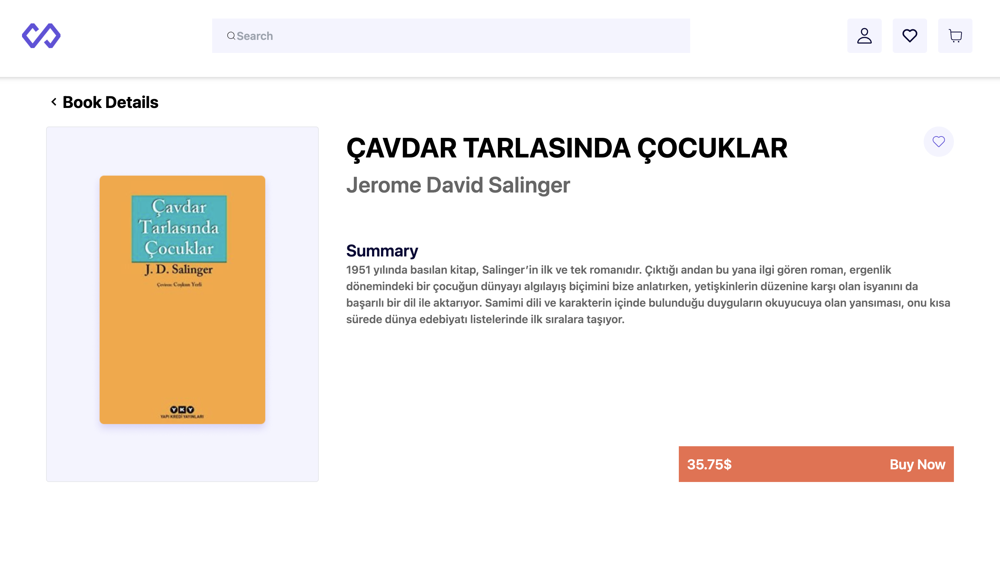 Search
Book Details
Çavdar
Tarlasında
Çocuklar
J. D. Salinger
Çeviren: Coşkun Yerli
YKY
YAPI KREDİ YAYINLARI
ÇAVDAR TARLASINDA ÇOCUKLAR
Jerome David Salinger
Summary
1951 yılında basılan kitap, Salinger’in ilk ve tek romanıdır. Çıktığı andan bu yana ilgi gören roman, ergenlik
dönemindeki bir çocuğun dünyayı algılayış biçimini bize anlatırken, yetişkinlerin düzenine karşı olan isyanını da
başarılı bir dil ile aktarıyor. Samimi dili ve karakterin içinde bulunduğu duyguların okuyucuya olan yansıması, onu kısa
sürede dünya edebiyatı listelerinde ilk sıralara taşıyor.
35.75$ Buy Now